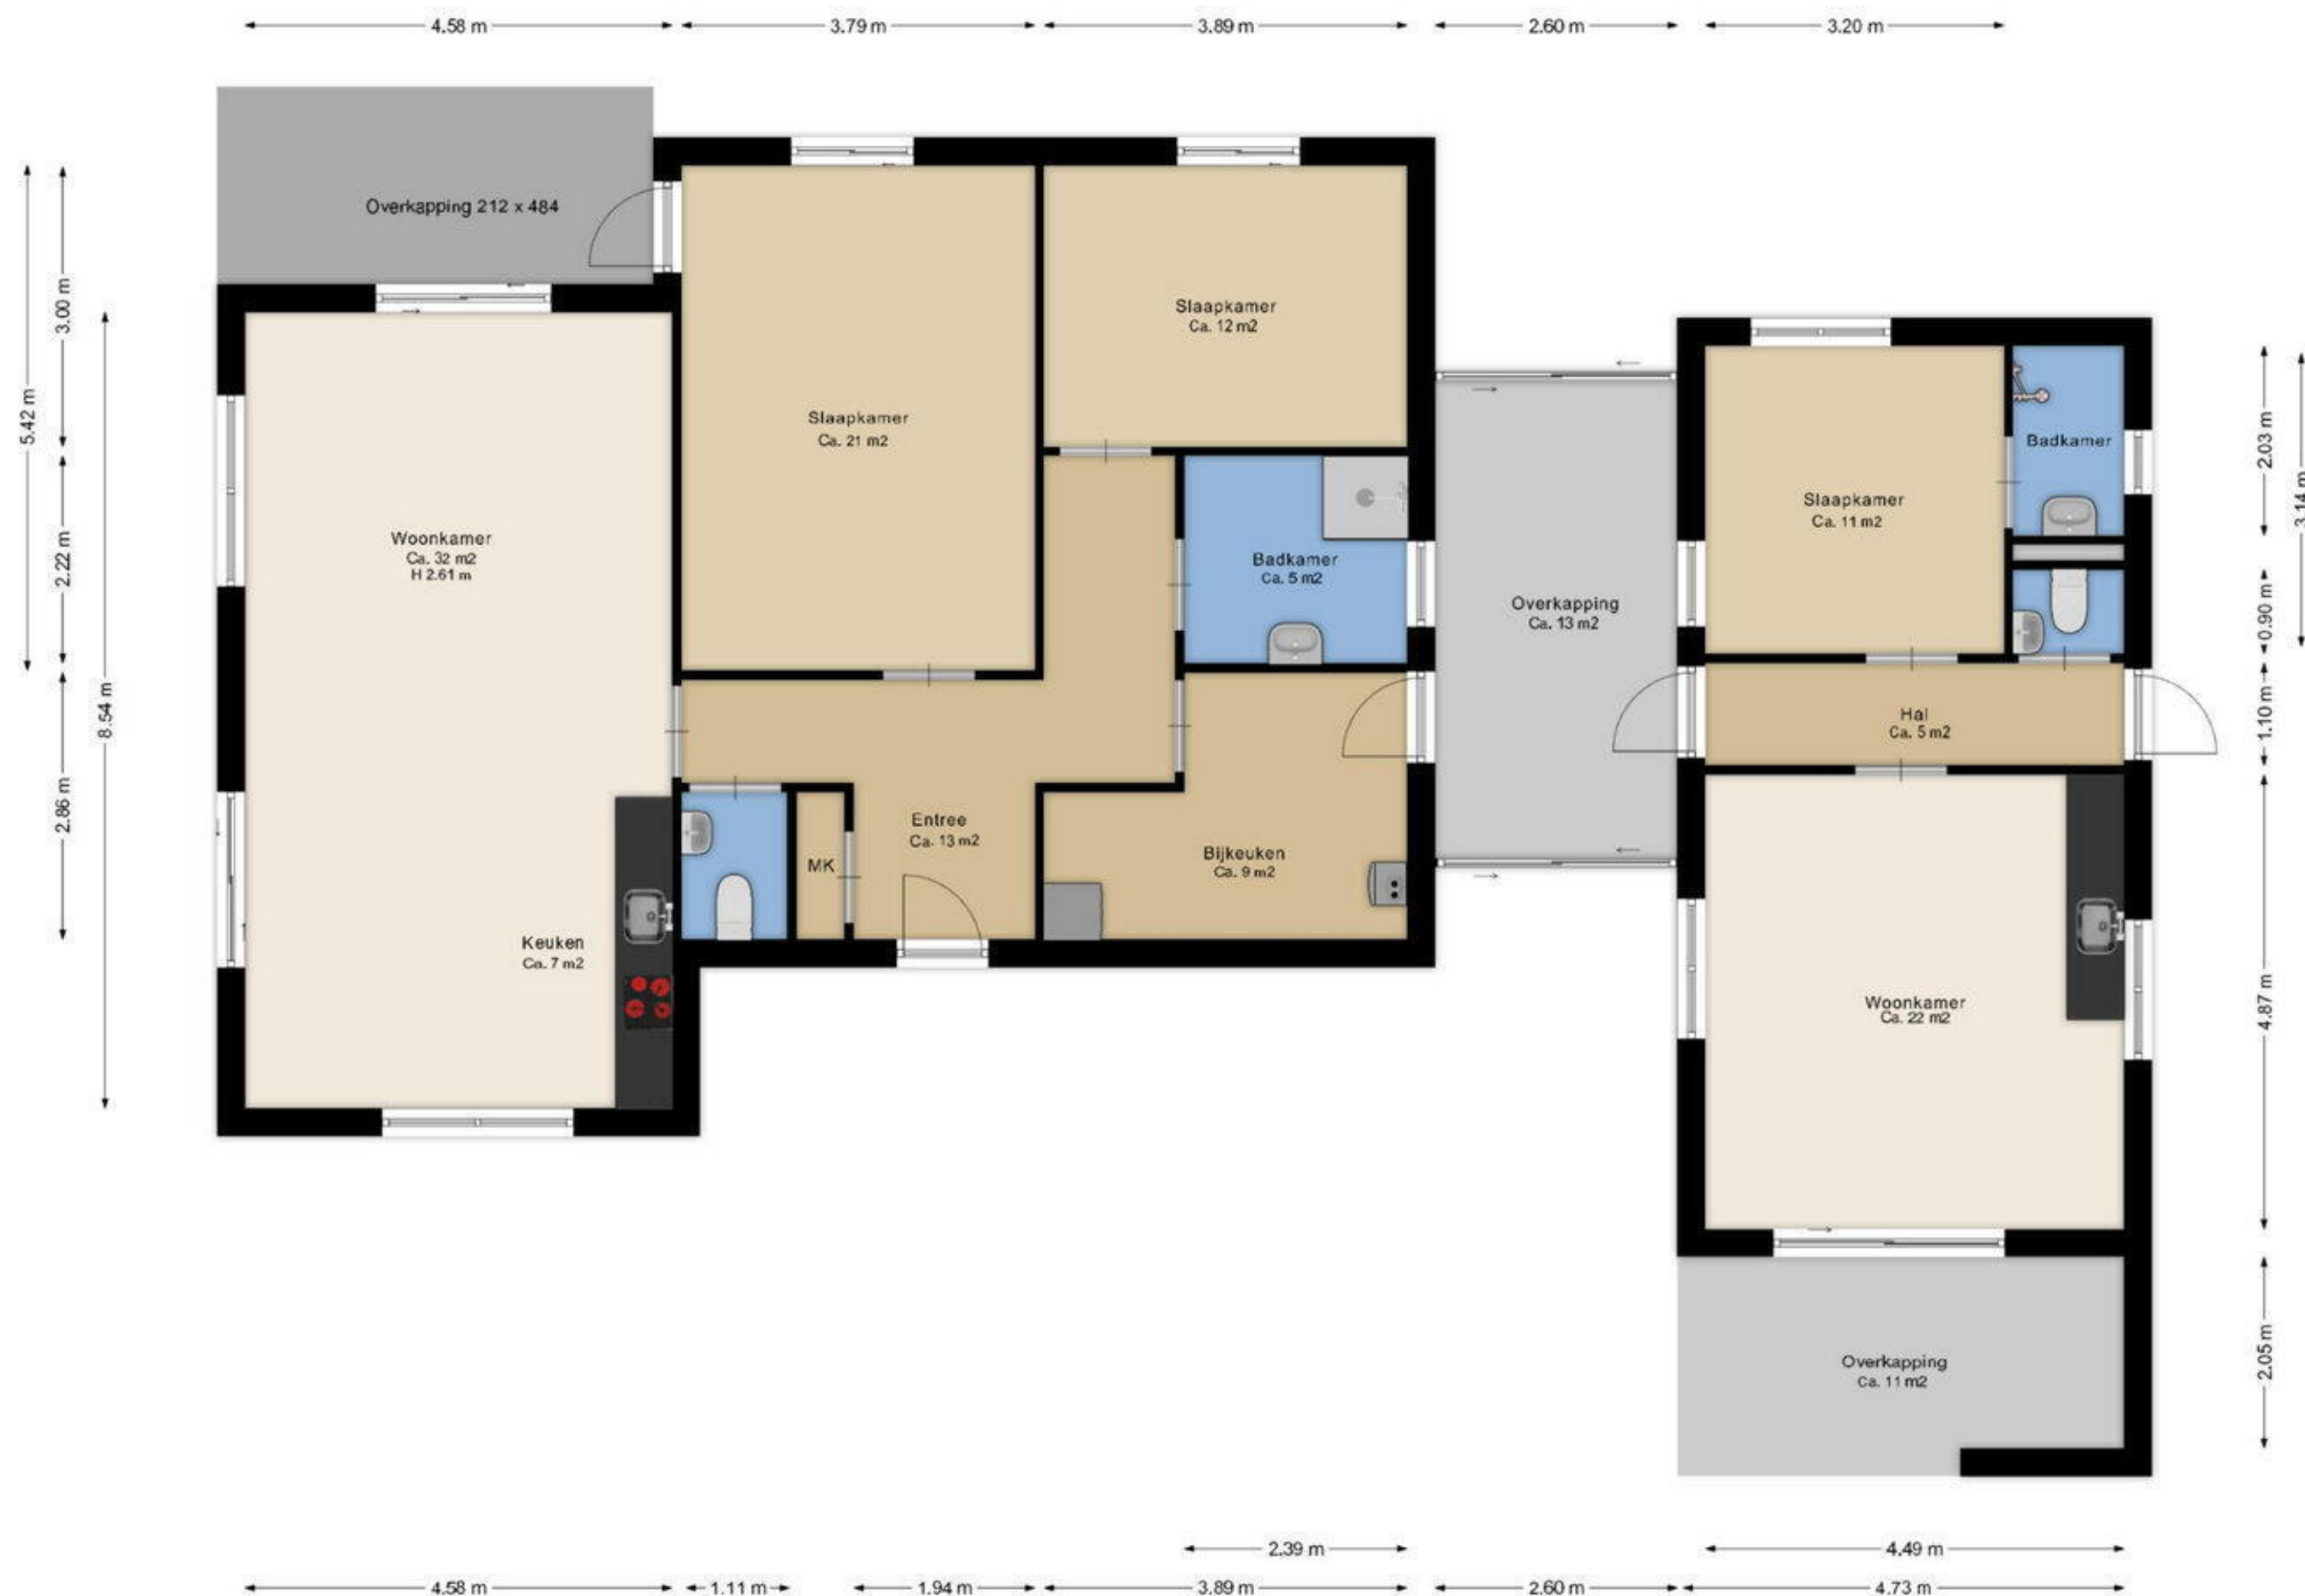 4.58 m
3.79 m
3.89 m
2.60 m
3.20 m
Overkapping 212 x 484
5.42 m
3.00 m
2.22 m
2.86 m
8.54 m
Slaapkamer
Ca. 12 m2
Slaapkamer
Ca. 21 m2
Woonkamer
Ca. 32 m2
H 2.61 m
Badkamer
Ca. 5 m2
Overkapping
Ca. 13 m2
Slaapkamer
Ca. 11 m2
Badkamer
2.03 m
3.14 m
0.90 m
1.10 m
4.87 m
2.05 m
Hal
Ca. 5 m2
Entree
Ca. 13 m2
MK
Bijkeuken
Ca. 9 m2
Keuken
Ca. 7 m2
Woonkamer
Ca. 22 m2
Overkapping
Ca. 11 m2
2.39 m
4.49 m
4.58 m
1.11 m
1.94 m
3.89 m
2.60 m
4.73 m